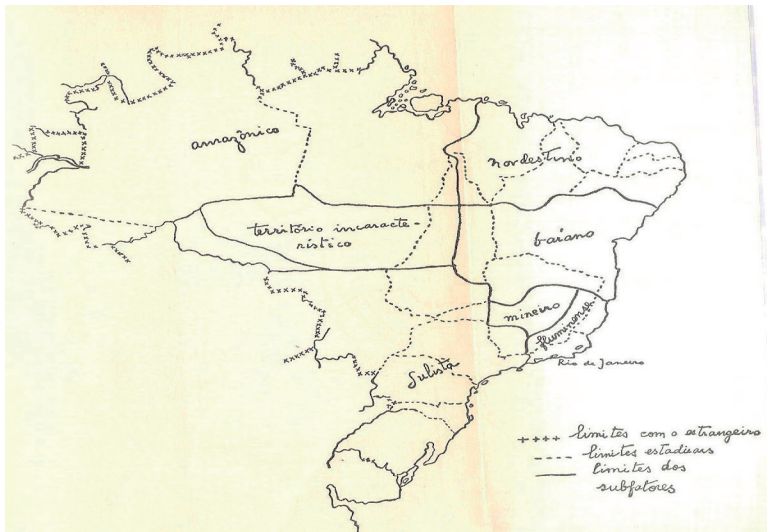 amazônico
nordestino
território incaracte-
rístico
baiano
mineiro
fluminense
Rio de Janeiro
Sulista
++++ limites com o estrangeiro
---- limites estaduais
—— limites dos
subfalares